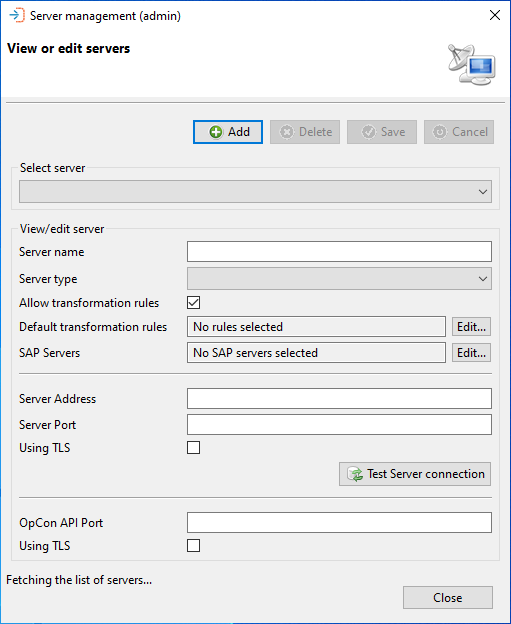 Server management (admin)
View or edit servers
Add Delete Save Cancel
Select server
View/edit server
Server name
Server type
Allow transformation rules
Default transformation rules No rules selected Edit...
SAP Servers No SAP servers selected Edit...
Server Address
Server Port
Using TLS
Test Server connection
OpCon API Port
Using TLS
Fetching the list of servers...
Close